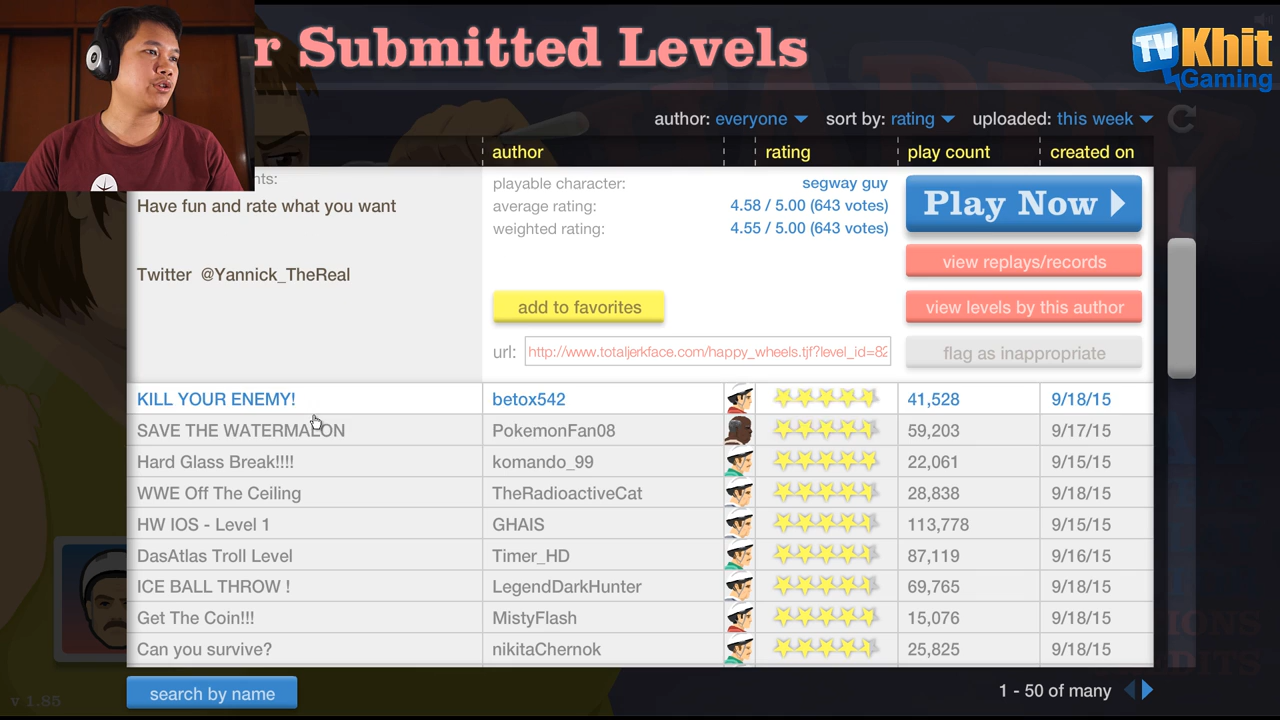 r Submitted Levels
TV Khit Gaming
author: everyone sort by: rating uploaded: this week
author rating play count created on
nts:
Have fun and rate what you want
Twitter @Yannick_TheReal
playable character: segway guy
average rating: 4.58 / 5.00 (643 votes)
weighted rating: 4.55 / 5.00 (643 votes)
add to favorites
url: http://www.totaljerkface.com/happy_wheels.tjf?level_id=82
Play Now
view replays/records
view levels by this author
flag as inappropriate
KILL YOUR ENEMY! betox542 41,528 9/18/15
SAVE THE WATERMALON PokemonFan08 59,203 9/17/15
Hard Glass Break!!!! komando_99 22,061 9/15/15
WWE Off The Ceiling TheRadioactiveCat 28,838 9/18/15
HW IOS - Level 1 GHAIS 113,778 9/15/15
DasAtlas Troll Level Timer_HD 87,119 9/16/15
ICE BALL THROW ! LegendDarkHunter 69,765 9/18/15
Get The Coin!!! MistyFlash 15,076 9/18/15
Can you survive? nikitaChernok 25,825 9/18/15
search by name
1 - 50 of many
v 1.85
IONS
DITS